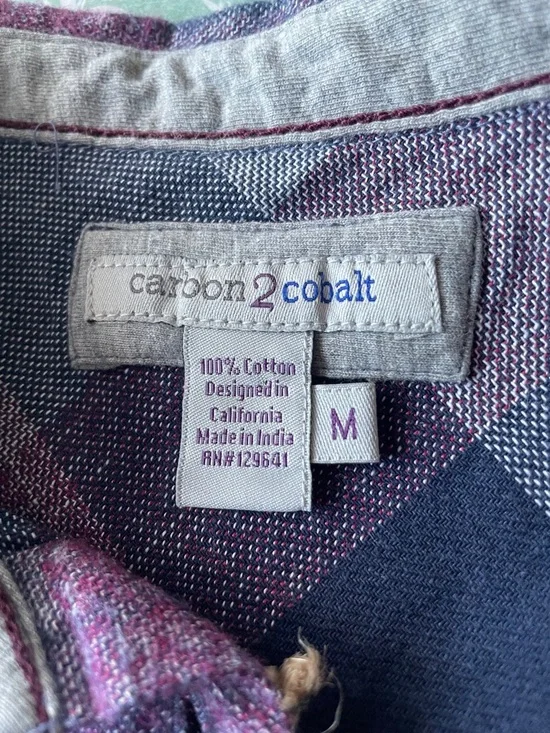 carbon2cobalt
100% Cotton
Designed in
California
Made in India
RN#129641
M